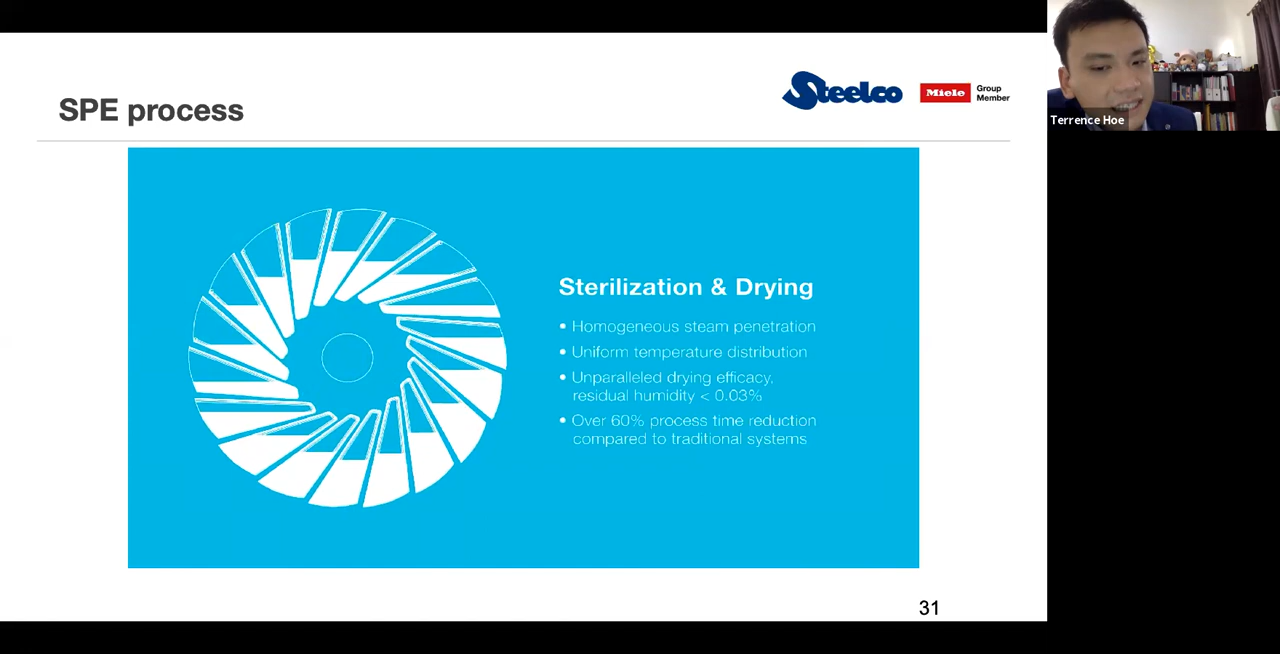 SPE process
Steelco
Miele
Group
Member
Terrence Hoe
Sterilization & Drying
• Homogeneous steam penetration
• Uniform temperature distribution
• Unparalleled drying efficacy,
residual humidity < 0.03%
• Over 60% process time reduction
compared to traditional systems
31